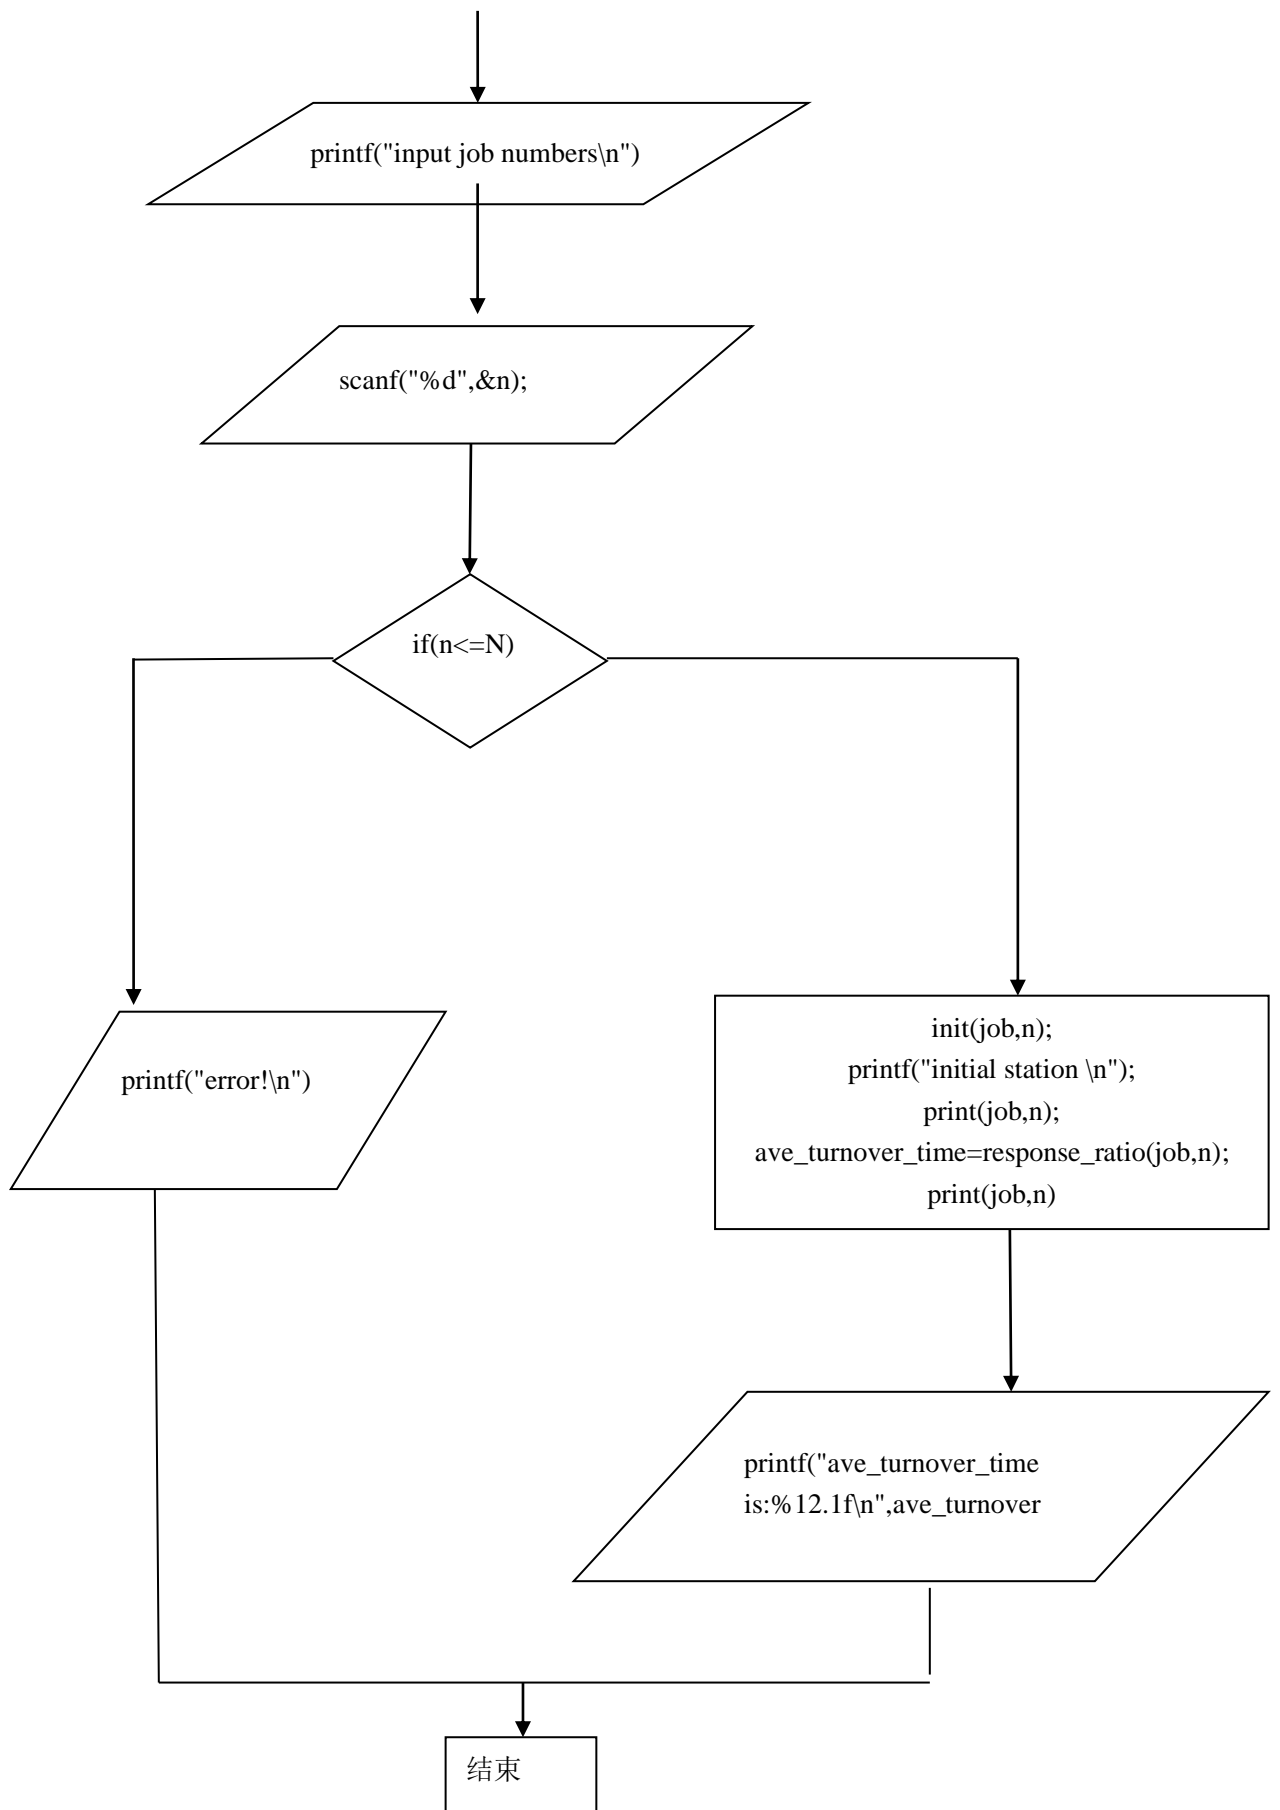 printf("input job numbers\n")
scanf("%d",&n);
if(n<=N)
printf("error!\n")
init(job,n);
printf("initial station \n");
print(job,n);
ave_turnover_time=response_ratio(job,n);
print(job,n)
printf("ave_turnover_time
is:%12.1f\n",ave_turnover
结束